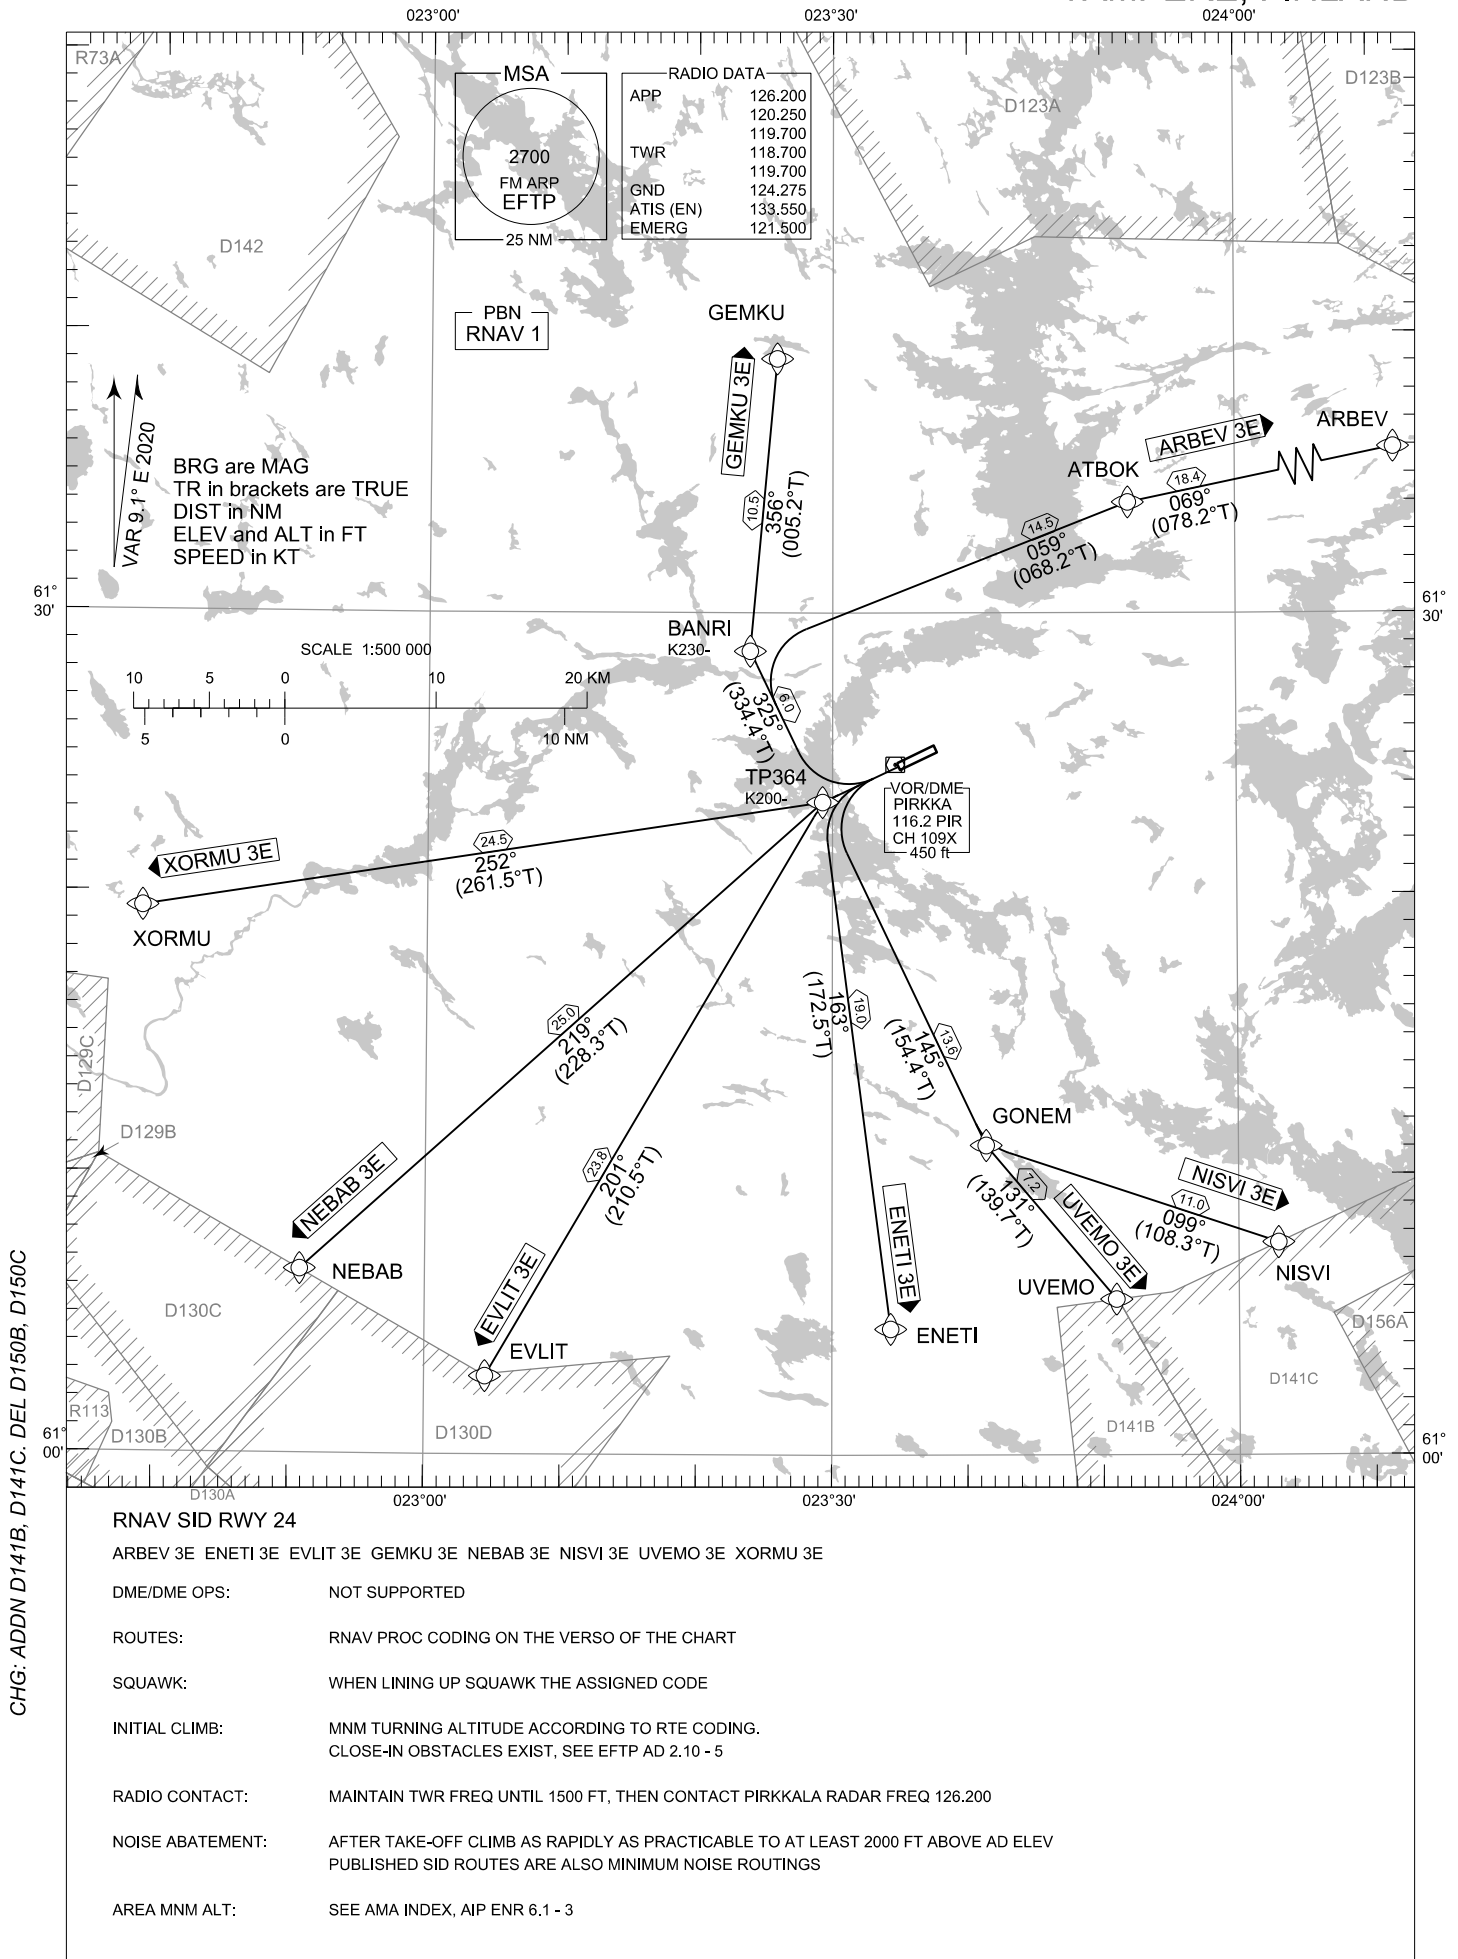 023°00'
023°30'
024°00'
R73A
D142
MSA
2700
FM ARP
EFTP
25 NM
RADIO DATA
APP 126.200
120.250
119.700
TWR 118.700
119.700
GND 124.275
ATIS (EN) 133.550
EMERG 121.500
D123A
D123B
PBN
RNAV 1
GEMKU
GEMKU 3E
10.5
356°
(005.2°T)
ARBEV
ARBEV 3E
ATBOK
18.4
069°
(078.2°T)
14.5
059°
(068.2°T)
VAR 9.1° E 2020
BRG are MAG
TR in brackets are TRUE
DIST in NM
ELEV and ALT in FT
SPEED in KT
61°
30'
61°
30'
BANRI
K230-
SCALE 1:500 000
10 5 0 10 20 KM
5 0 10 NM
6.0
325°
(334.4°T)
TP364
K200-
VOR/DME
PIRKKA
116.2 PIR
CH 109X
450 ft
XORMU 3E
24.5
252°
(261.5°T)
XORMU
25.0
219°
(228.3°T)
19.0
163°
(172.5°T)
13.6
145°
(154.4°T)
D129C
D129B
GONEM
NEBAB 3E
NEBAB
23.8
201°
(210.5°T)
EVLIT 3E
EVLIT
ENETI 3E
ENETI
7.2
131°
(139.7°T)
UVEMO 3E
UVEMO
NISVI 3E
11.0
099°
(108.3°T)
NISVI
D130C
D156A
D141C
D141B
R113
D130B
D130D
D130A
61°
00'
61°
00'
023°00'
023°30'
024°00'
CHG: ADDN D141B, D141C. DEL D150B, D150C
RNAV SID RWY 24
ARBEV 3E ENETI 3E EVLIT 3E GEMKU 3E NEBAB 3E NISVI 3E UVEMO 3E XORMU 3E
DME/DME OPS: NOT SUPPORTED
ROUTES: RNAV PROC CODING ON THE VERSO OF THE CHART
SQUAWK: WHEN LINING UP SQUAWK THE ASSIGNED CODE
INITIAL CLIMB: MNM TURNING ALTITUDE ACCORDING TO RTE CODING.
CLOSE-IN OBSTACLES EXIST, SEE EFTP AD 2.10 - 5
RADIO CONTACT: MAINTAIN TWR FREQ UNTIL 1500 FT, THEN CONTACT PIRKKALA RADAR FREQ 126.200
NOISE ABATEMENT: AFTER TAKE-OFF CLIMB AS RAPIDLY AS PRACTICABLE TO AT LEAST 2000 FT ABOVE AD ELEV
PUBLISHED SID ROUTES ARE ALSO MINIMUM NOISE ROUTINGS
AREA MNM ALT: SEE AMA INDEX, AIP ENR 6.1 - 3